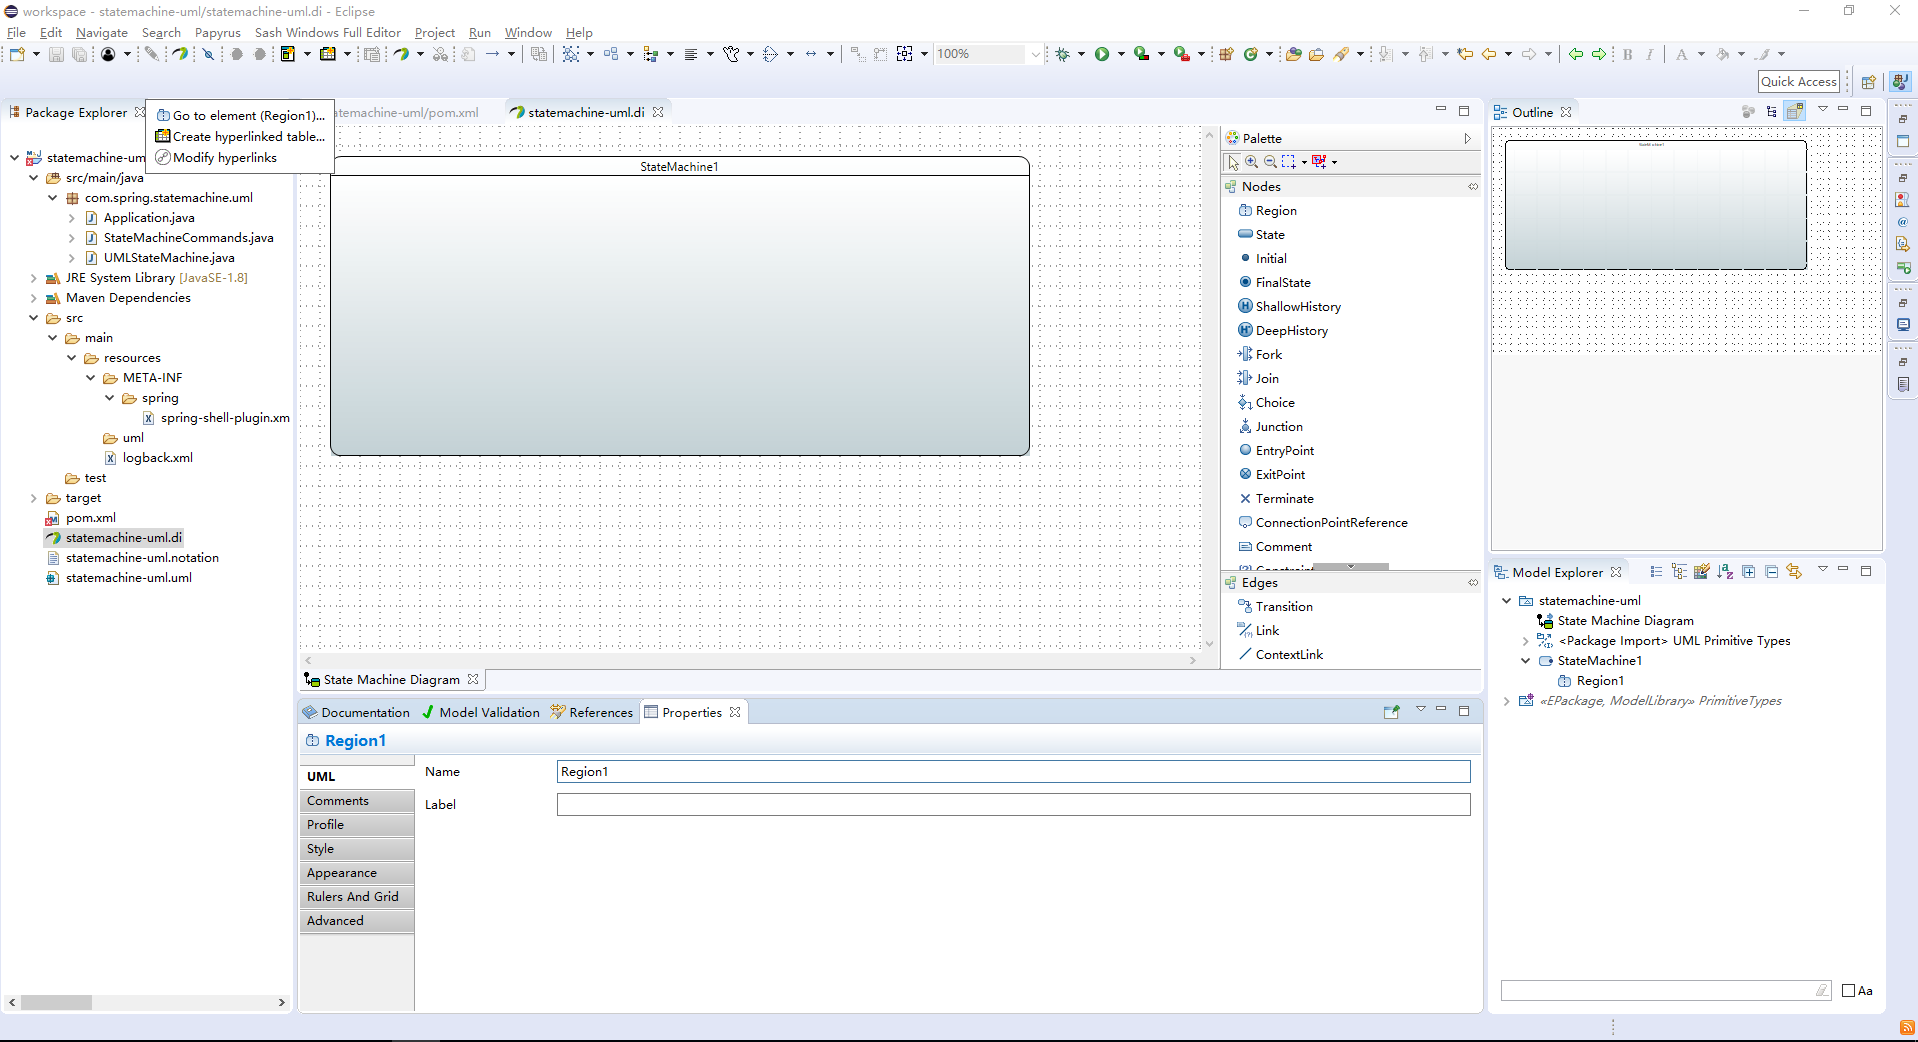 workspace - statemachine-uml/statemachine-uml.di - Eclipse
File Edit Navigate Search Papyrus Sash Windows Full Editor Project Run Window Help
100%
Quick Access
Package Explorer
Go to element (Region1)...
Create hyperlinked table...
Modify hyperlinks
statemachine-um
src/main/java
com.spring.statemachine.uml
Application.java
StateMachineCommands.java
UMLStateMachine.java
JRE System Library [JavaSE-1.8]
Maven Dependencies
src
main
resources
META-INF
spring
spring-shell-plugin.xm
uml
logback.xml
test
target
pom.xml
statemachine-uml.di
statemachine-uml.notation
statemachine-uml.uml
temachine-uml/pom.xml
statemachine-uml.di
StateMachine1
State Machine Diagram
Palette
Nodes
Region
State
Initial
FinalState
ShallowHistory
DeepHistory
Fork
Join
Choice
Junction
EntryPoint
ExitPoint
Terminate
ConnectionPointReference
Comment
Constraint
Edges
Transition
Link
ContextLink
Documentation Model Validation References Properties
Region1
UML
Comments
Profile
Style
Appearance
Rulers And Grid
Advanced
Name Region1
Label
Outline
Model Explorer
statemachine-uml
State Machine Diagram
<Package Import> UML Primitive Types
StateMachine1
Region1
«EPackage, ModelLibrary» PrimitiveTypes
Aa